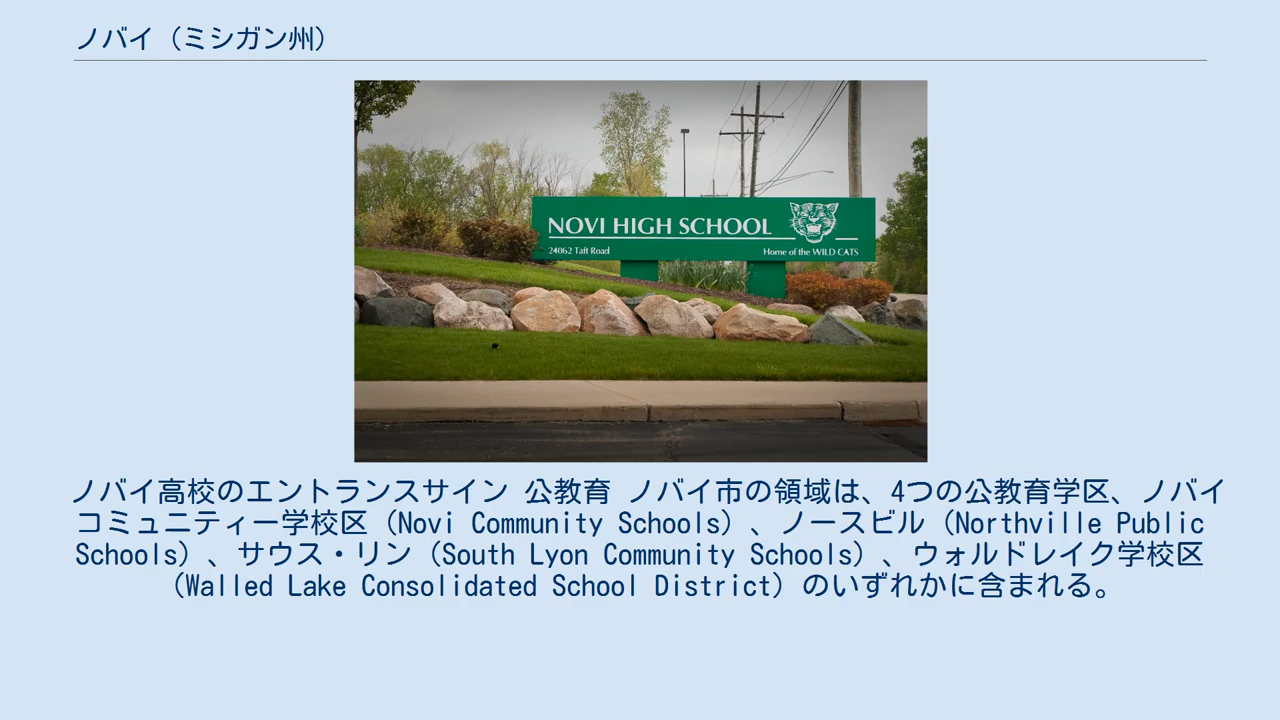 ノバイ（ミシガン州）
NOVI HIGH SCHOOL
24062 Taft Road
Home of the WILD CATS
ノバイ高校のエントランスサイン 公教育 ノバイ市の領域は、4つの公教育学区、ノバイ
コミュニティー学校区（Novi Community Schools）、ノースビル（Northville Public
Schools）、サウス・リン（South Lyon Community Schools）、ウォルドレイク学校区
（Walled Lake Consolidated School District）のいずれかに含まれる。